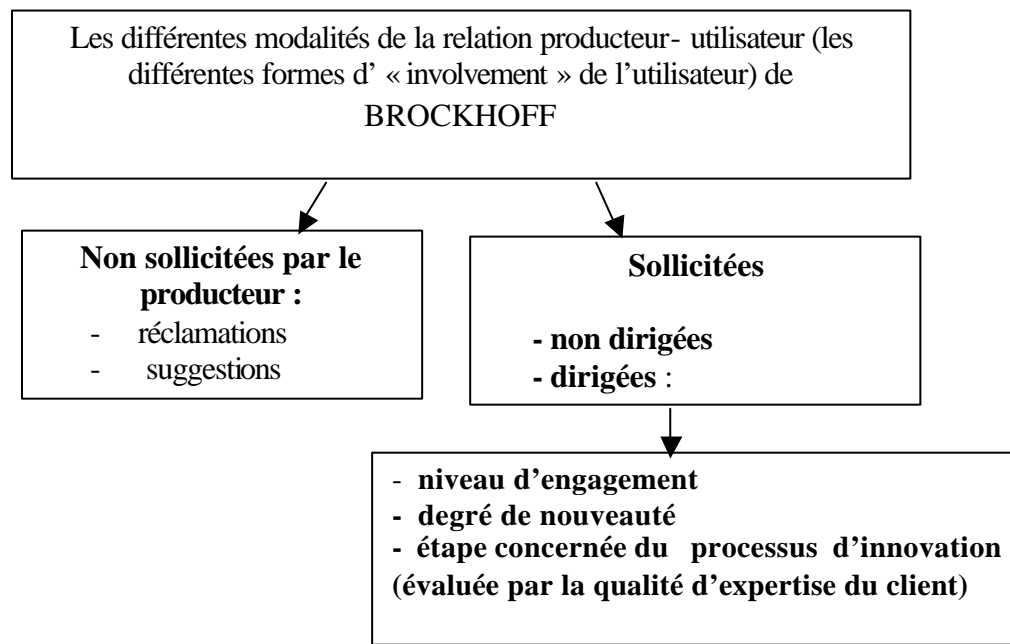 Les différentes modalités de la relation producteur- utilisateur (les
différentes formes d' « involvement » de l'utilisateur) de
BROCKHOFF
Non sollicitées par le
producteur :
- réclamations
- suggestions
Sollicitées
- non dirigées
- dirigées :
- niveau d'engagement
- degré de nouveauté
- étape concernée du processus d'innovation
(évaluée par la qualité d'expertise du client)